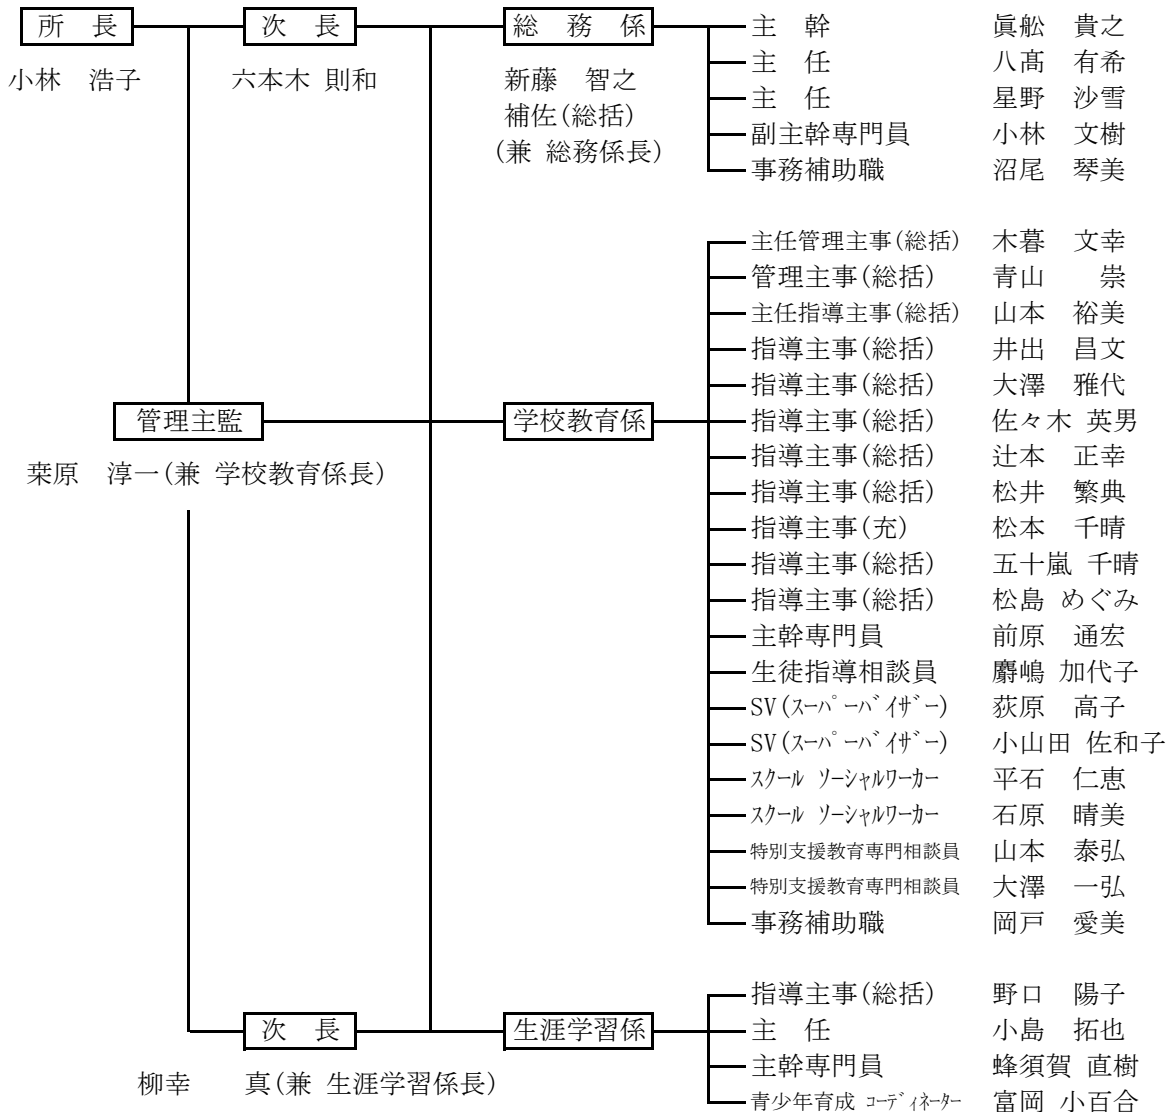 所　長　次　長　総　務　係　主　幹　眞舩　貴之
小林　浩子　六本木 則和　新藤　智之　主　任　八髙　有希
補佐(総括)　主　任　星野　沙雪
(兼 総務係長)　副主幹専門員　小林　文樹
事務補助職　沼尾　琴美
主任管理主事(総括)　木暮　文幸
管理主事(総括)　青山　崇
主任指導主事(総括)　山本　裕美
指導主事(総括)　井出　昌文
指導主事(総括)　大澤　雅代
管理主監　学校教育係　指導主事(総括)　佐々木 英男
桒原　淳一(兼 学校教育係長)　指導主事(総括)　辻本　正幸
指導主事(総括)　松井　繁典
指導主事(充)　松本　千晴
指導主事(総括)　五十嵐 千晴
指導主事(総括)　松島 めぐみ
主幹専門員　前原　通宏
生徒指導相談員　麝嶋 加代子
SV(スーパーバイザー)　荻原　高子
SV(スーパーバイザー)　小山田 佐和子
スクール ソーシャルワーカー　平石　仁恵
スクール ソーシャルワーカー　石原　晴美
特別支援教育専門相談員　山本　泰弘
特別支援教育専門相談員　大澤　一弘
事務補助職　岡戸　愛美
指導主事(総括)　野口　陽子
次　長　生涯学習係　主　任　小島　拓也
柳幸　真(兼 生涯学習係長)　主幹専門員　蜂須賀 直樹
青少年育成 コーディネーター　富岡 小百合